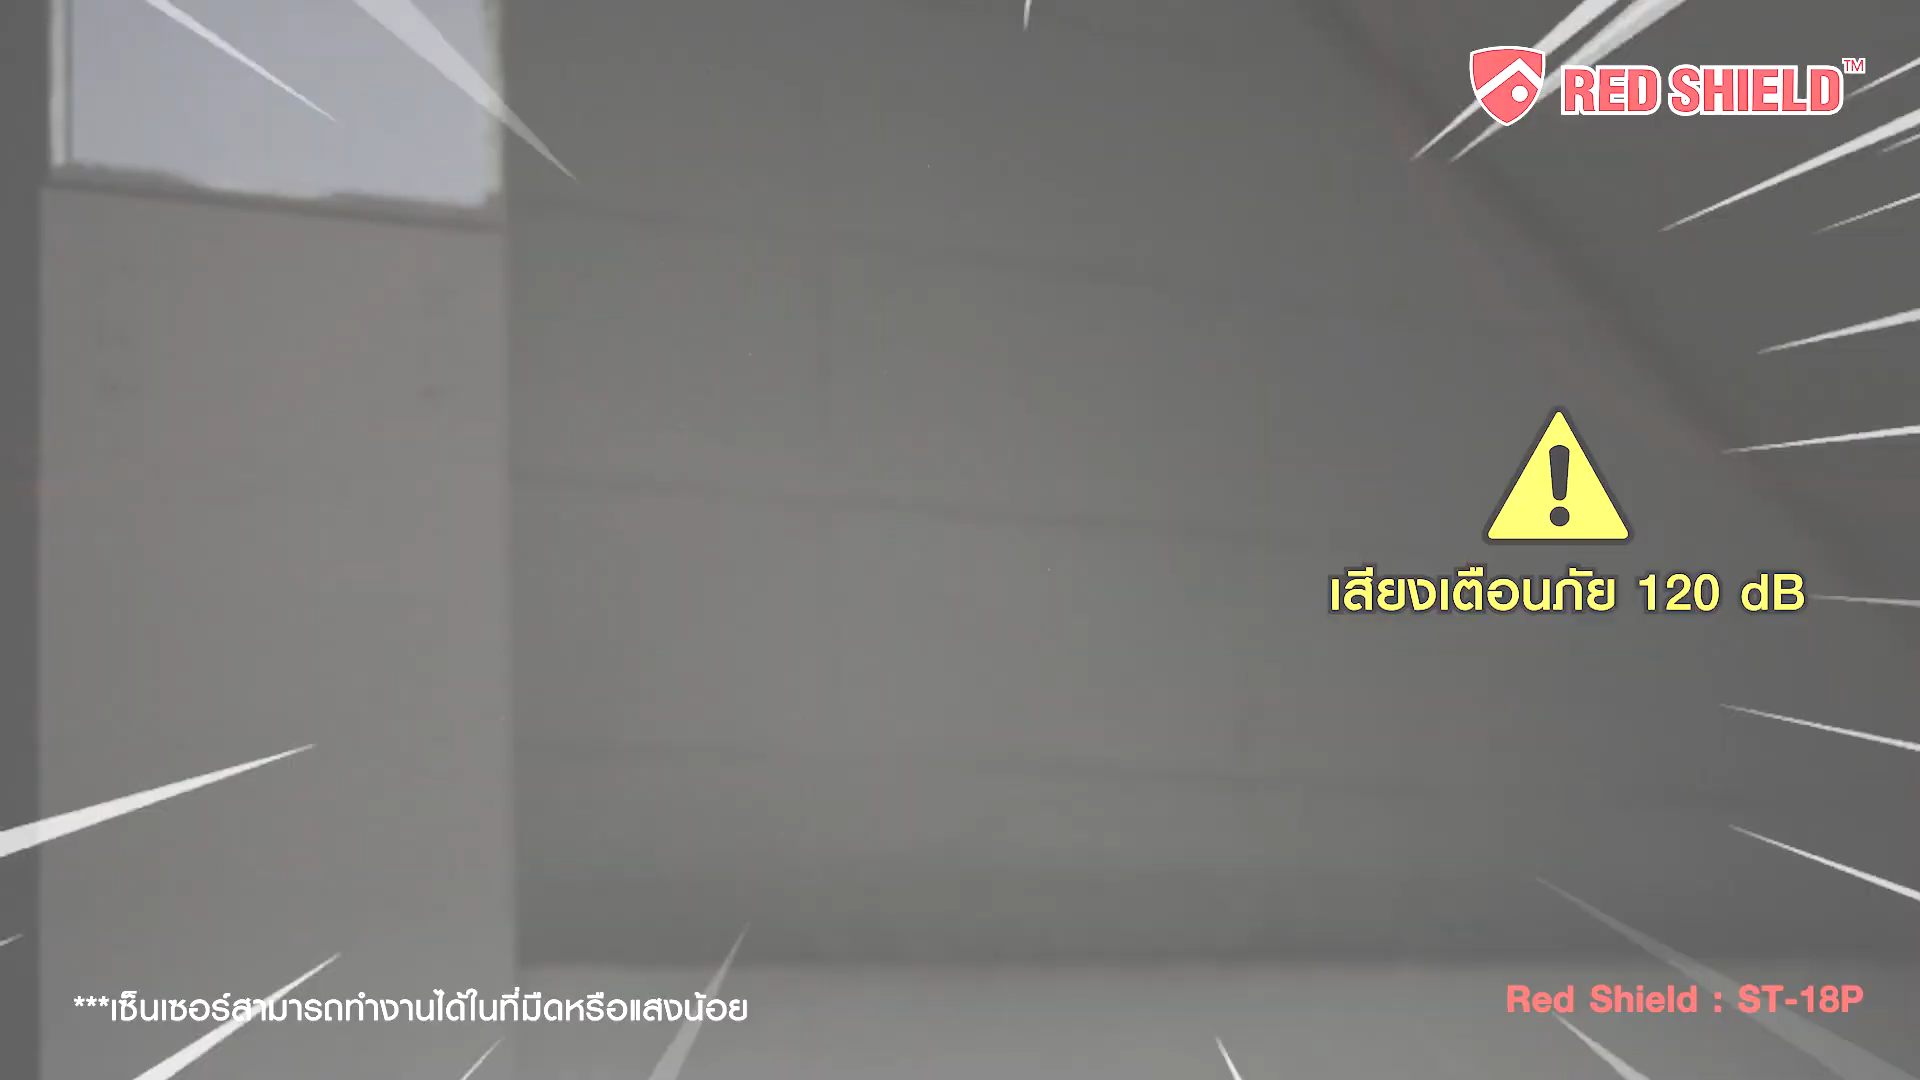 RED SHIELD™
เสียงเตือนภัย 120 dB
***เซ็นเซอร์สามารถทำงานได้ในที่มืดหรือแสงน้อย
Red Shield : ST-18P